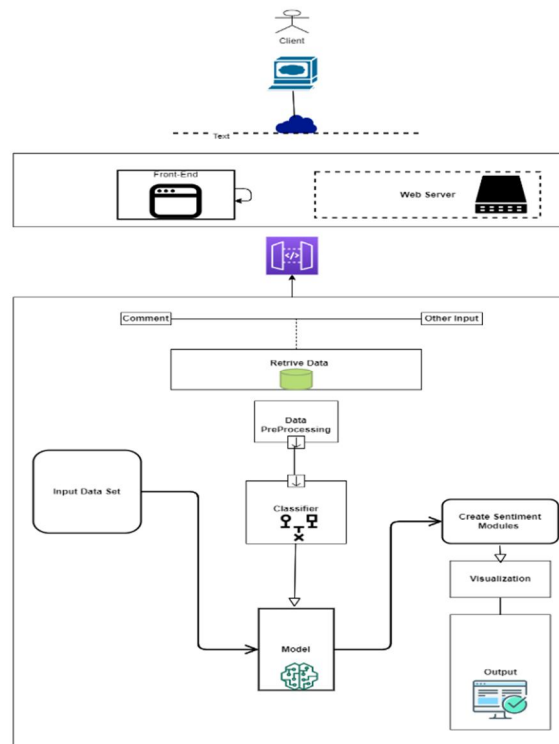 Client
Text
Front-End
Web Server
Comment
Other Input
Retrive Data
Data
PreProcessing
Classifier
Input Data Set
Create Sentiment
Modules
Visualization
Model
Output